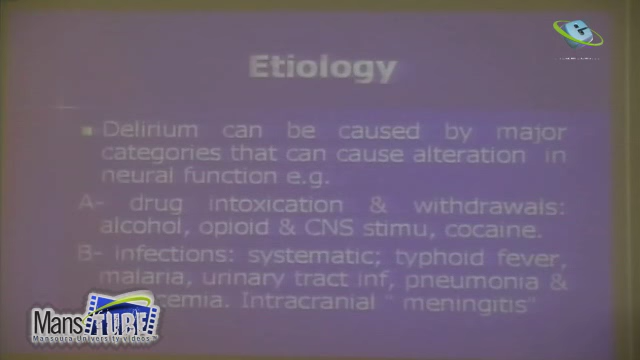 Etiology
Delirium can be caused by major
categories that can cause alteration in
neural function e.g.
A- drug intoxication & withdrawals:
alcohol, opioid & CNS stimu, cocaine.
B- infections: systematic; typhoid fever,
malaria, urinary tract inf, pneumonia &
cemia. Intracranial " meningitis"
Mans TUBE
Mansoura University videos